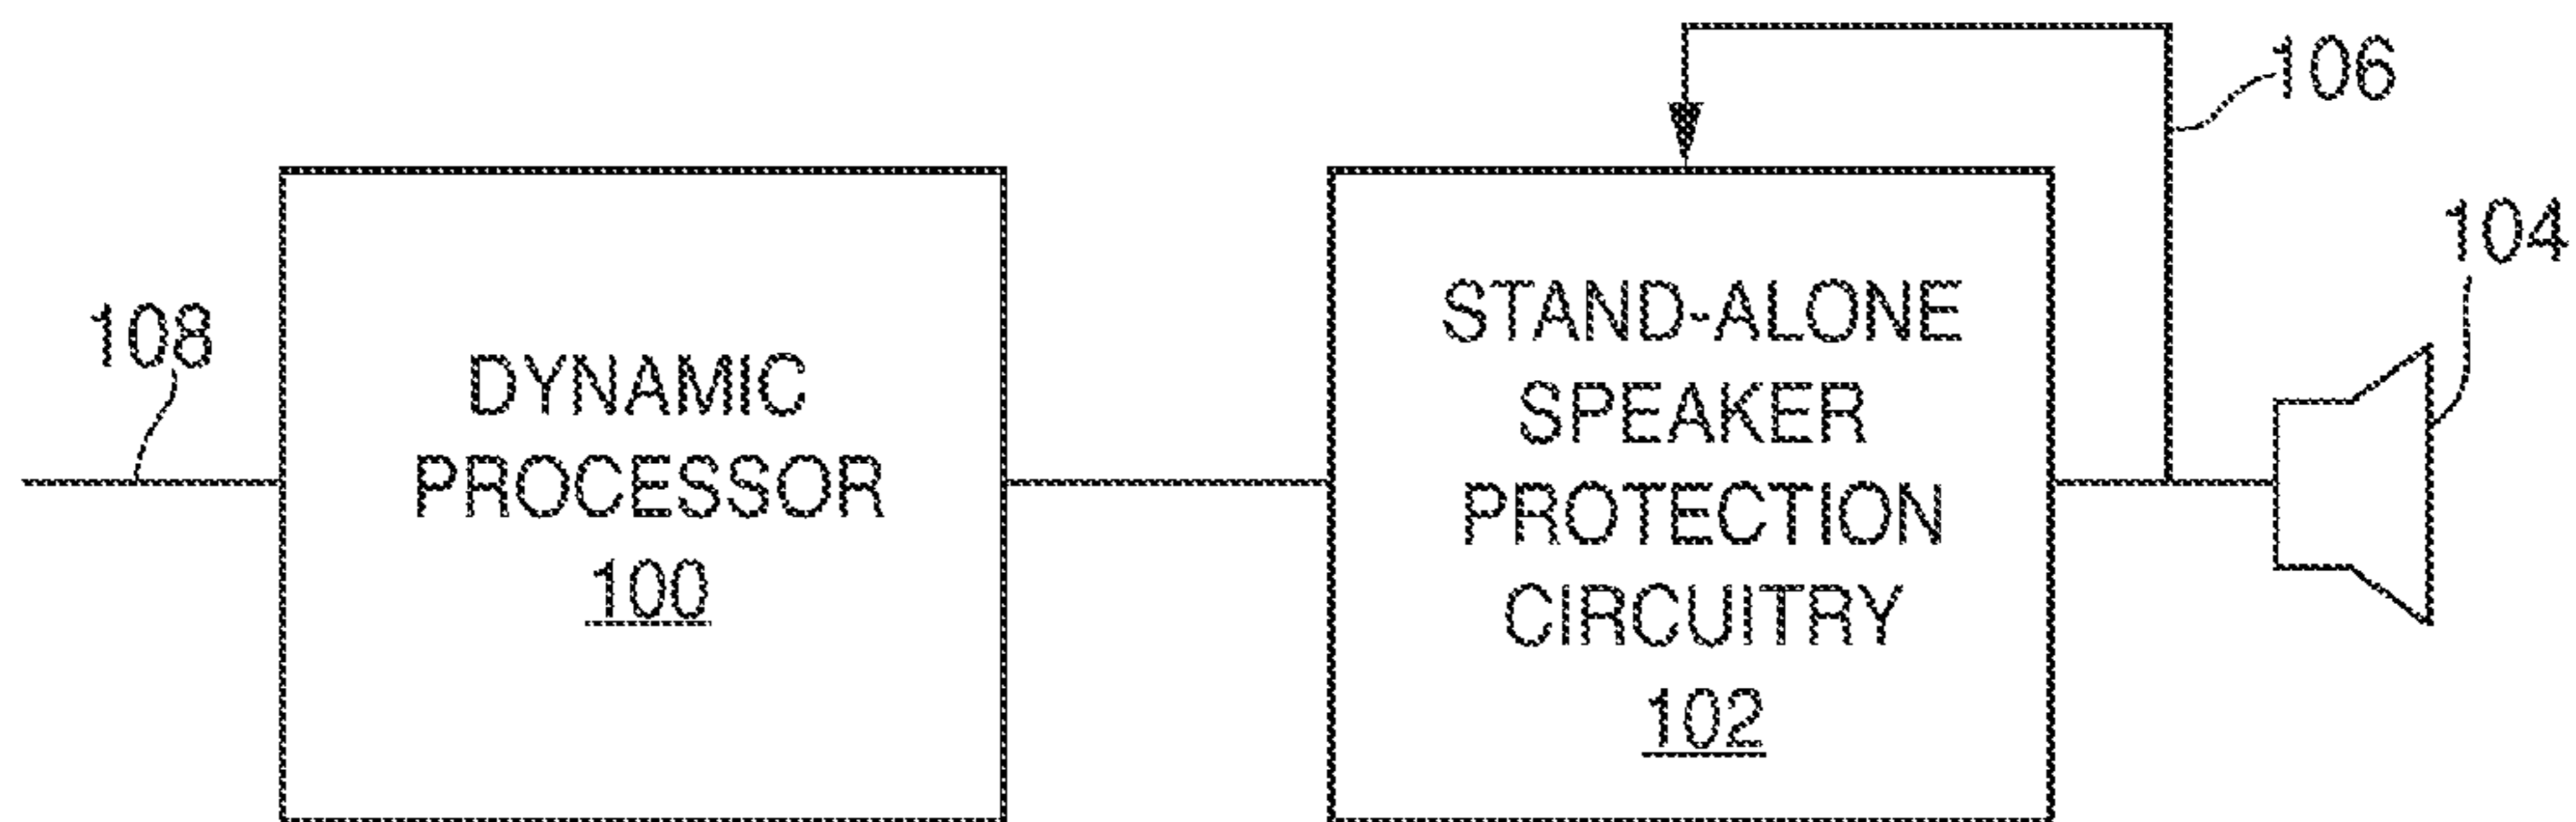 106
104
108
DYNAMIC
PROCESSOR
100
STAND-ALONE
SPEAKER
PROTECTION
CIRCUITRY
102